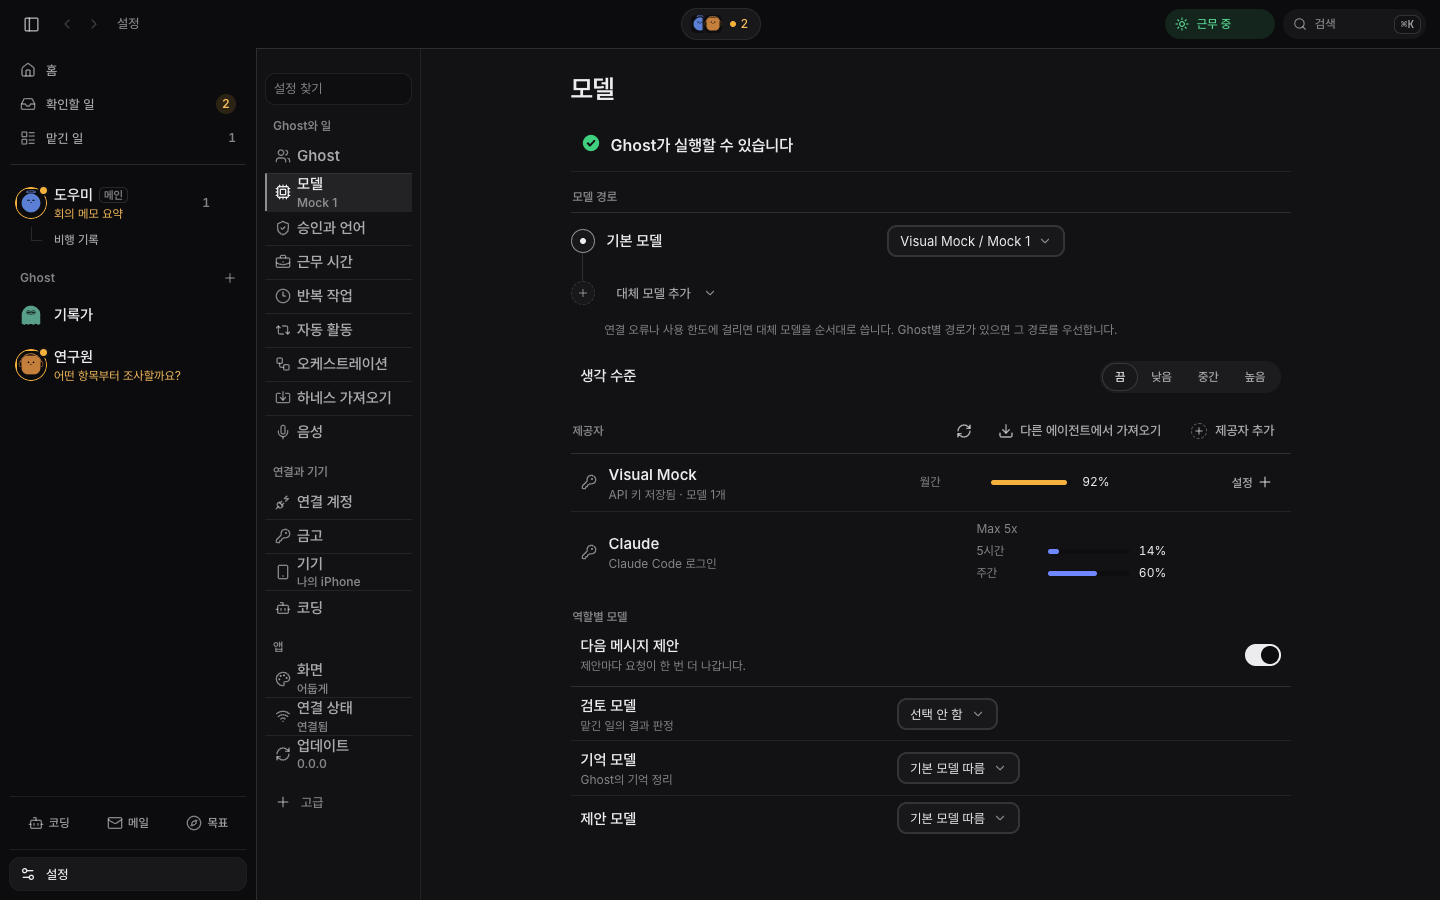 설정
2
근무 중
검색
⌘K
홈
확인할 일
2
맡긴 일
1
도우미
메인
회의 메모 요약
1
비행 기록
Ghost
기록가
연구원
어떤 항목부터 조사할까요?
코딩
메일
목표
설정
설정 찾기
Ghost와 일
Ghost
모델
Mock 1
승인과 언어
근무 시간
반복 작업
자동 활동
오케스트레이션
하네스 가져오기
음성
연결과 기기
연결 계정
금고
기기
나의 iPhone
코딩
앱
화면
어둡게
연결 상태
연결됨
업데이트
0.0.0
고급
모델
Ghost가 실행할 수 있습니다
모델 경로
기본 모델
Visual Mock / Mock 1
대체 모델 추가
연결 오류나 사용 한도에 걸리면 대체 모델을 순서대로 씁니다. Ghost별 경로가 있으면 그 경로를 우선합니다.
생각 수준
끔
낮음
중간
높음
제공자
다른 에이전트에서 가져오기
제공자 추가
Visual Mock
API 키 저장됨 · 모델 1개
월간
92%
설정
Claude
Claude Code 로그인
Max 5x
5시간
14%
주간
60%
역할별 모델
다음 메시지 제안
제안마다 요청이 한 번 더 나갑니다.
검토 모델
맡긴 일의 결과 판정
선택 안 함
기억 모델
Ghost의 기억 정리
기본 모델 따름
제안 모델
기본 모델 따름